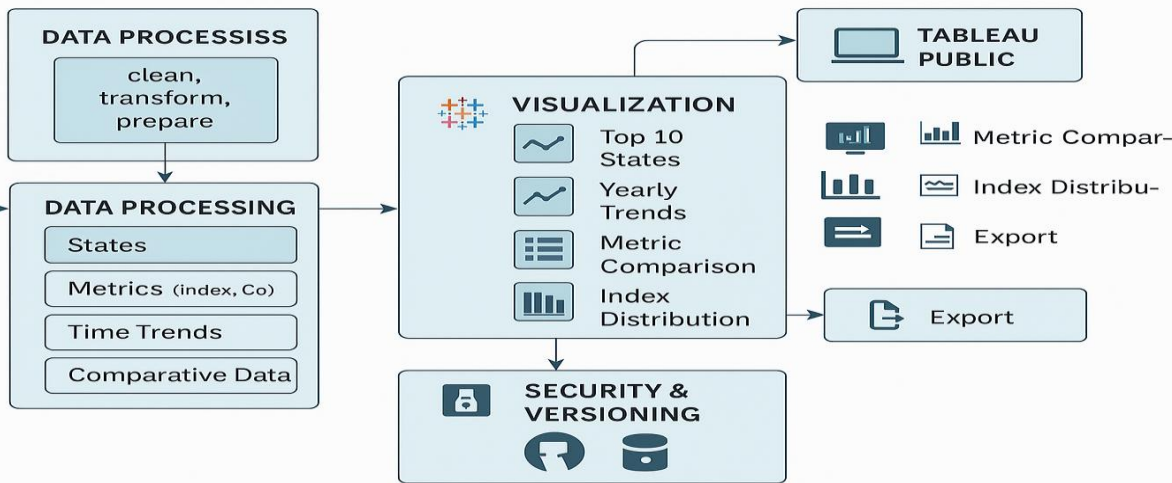 DATA PROCESSISS
clean,
transform,
prepare
DATA PROCESSING
States
Metrics (index, Co)
Time Trends
Comparative Data
VISUALIZATION
Top 10
States
Yearly
Trends
Metric
Comparison
Index
Distribution
SECURITY &
VERSIONING
TABLEAU
PUBLIC
Metric Compar-
Index Distribu-
Export
Export